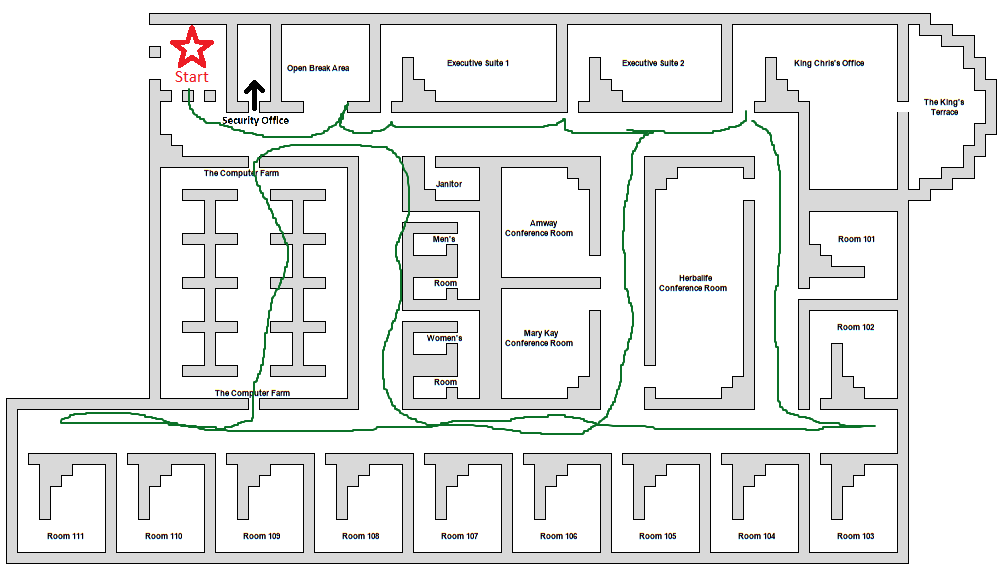 Start
Open Break Area
Executive Suite 1
Executive Suite 2
King Chris's Office
The King's
Terrace
Security Office
The Computer Farm
Janitor
Men's
Room
Women's
Room
Amway
Conference Room
Mary Kay
Conference Room
Herbalife
Conference Room
Room 101
Room 102
The Computer Farm
Room 111
Room 110
Room 109
Room 108
Room 107
Room 106
Room 105
Room 104
Room 103